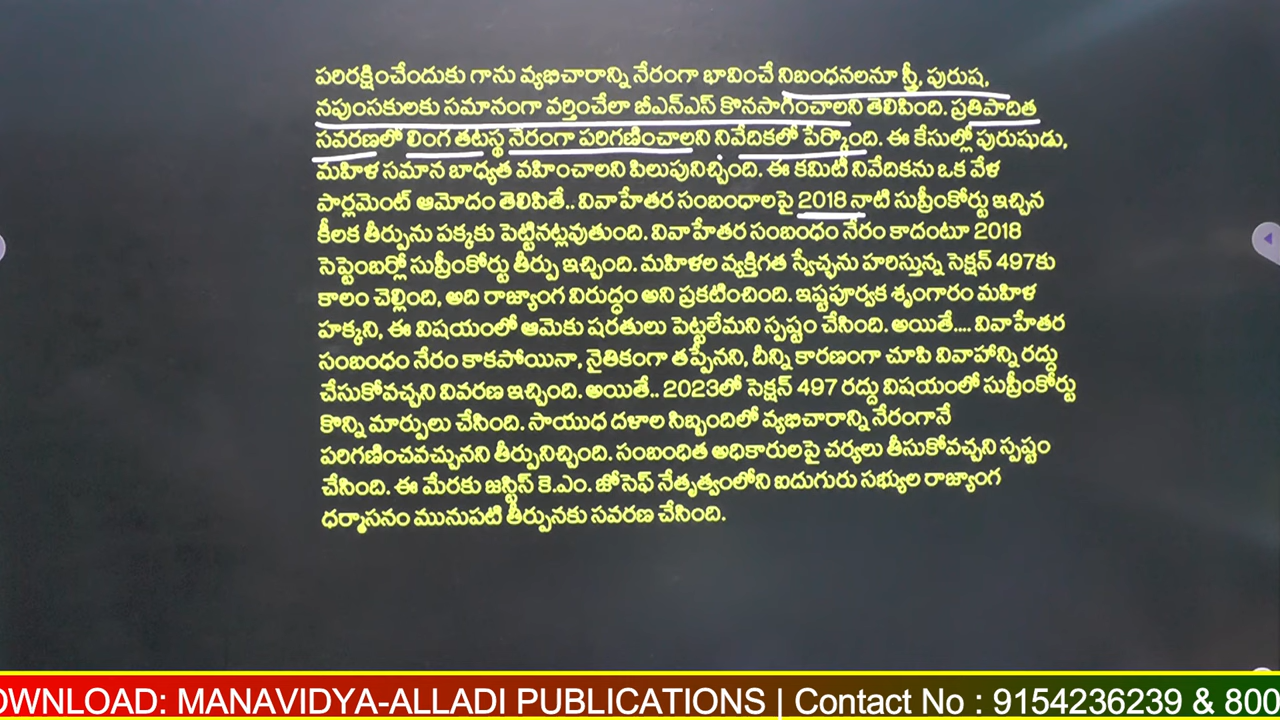 పరిరక్షించేందుకు గాను వ్యభిచారాన్ని నేరంగా భావించే నిబంధనలనూ స్త్రీ, పురుష,
నపుంసకులకు సమానంగా వర్తించేలా బీఎన్ఎస్ కొనసాగించాలని తెలిపింది. ప్రతిపాదిత
సవరణలో లింగ తటస్థ నేరంగా పరిగణించాలని నివేదికలో పేర్కొంది. ఈ కేసుల్లో పురుషుడు,
మహిళ సమాన బాధ్యత వహించాలని పిలుపునిచ్చింది. ఈ కమిటీ నివేదికను ఒక వేళ
పార్లమెంట్ ఆమోదం తెలిపితే.. వివాహేతర సంబంధాలపై 2018 నాటి సుప్రీంకోర్టు ఇచ్చిన
కీలక తీర్పును పక్కకు పెట్టినట్లవుతుంది. వివాహేతర సంబంధం నేరం కాదంటూ 2018
సెప్టెంబర్లో సుప్రీంకోర్టు తీర్పు ఇచ్చింది. మహిళల వ్యక్తిగత స్వేచ్ఛను హరిస్తున్న సెక్షన్ 497కు
కాలం చెల్లింది, అది రాజ్యాంగ విరుద్ధం అని ప్రకటించింది. ఇష్టపూర్వక శృంగారం మహిళ
హక్కని, ఈ విషయంలో ఆమెకు షరతులు పెట్టలేమని స్పష్టం చేసింది. అయితే.... వివాహేతర
సంబంధం నేరం కాకపోయినా, నైతికంగా తప్పేనని, దీన్ని కారణంగా చూపి వివాహాన్ని రద్దు
చేసుకోవచ్చని వివరణ ఇచ్చింది. అయితే.. 2023లో సెక్షన్ 497 రద్దు విషయంలో సుప్రీంకోర్టు
కొన్ని మార్పులు చేసింది. సాయుధ దళాల సిబ్బందిలో వ్యభిచారాన్ని నేరంగానే
పరిగణించవచ్చునని తీర్పునిచ్చింది. సంబంధిత అధికారులపై చర్యలు తీసుకోవచ్చని స్పష్టం
చేసింది. ఈ మేరకు జస్టిస్ కె.ఎం. జోసెఫ్ నేతృత్వంలోని ఐదుగురు సభ్యుల రాజ్యాంగ
ధర్మాసనం మునుపటి తీర్పునకు సవరణ చేసింది.
OWNLOAD: MANAVIDYA-ALLADI PUBLICATIONS | Contact No : 9154236239 & 800